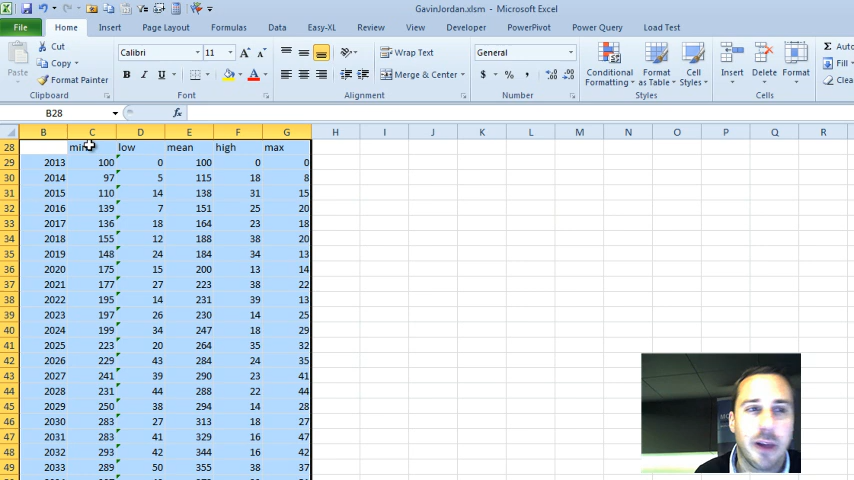 GavinJordan.xlsm - Microsoft Excel
File Home Insert Page Layout Formulas Data Easy-XL Review View Developer PowerPivot Power Query Load Test
Cut
Copy
Format Painter
Paste
Clipboard
Calibri 11
B I U
Font
Wrap Text
Merge & Center
Alignment
General
$ % ,
Number
Conditional Formatting
Format as Table
Cell Styles
Styles
Insert Delete Format
Cells
Auto
Fill
Clea
B28 fx
B C D E F G H I J K L M N O P Q R
28 min low mean high max
29 2013 100 0 100 0 0
30 2014 97 5 115 18 8
31 2015 110 14 138 31 15
32 2016 139 7 151 25 20
33 2017 136 18 164 23 18
34 2018 155 12 188 38 20
35 2019 148 24 184 34 13
36 2020 175 15 200 13 14
37 2021 177 27 223 38 22
38 2022 195 14 231 39 13
39 2023 197 26 230 14 25
40 2024 199 34 247 18 29
41 2025 223 20 264 35 32
42 2026 229 43 284 24 35
43 2027 241 39 290 23 41
44 2028 231 44 288 22 44
45 2029 250 38 294 14 28
46 2030 283 27 313 18 27
47 2031 283 41 329 16 47
48 2032 293 42 344 16 42
49 2033 289 50 355 38 37